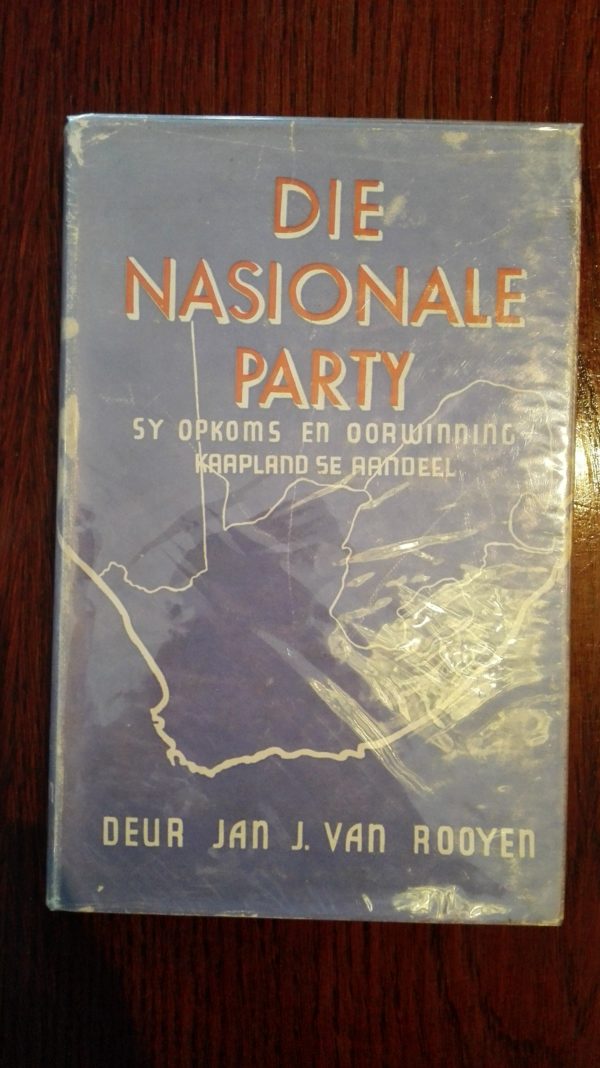 DIE
NASIONALE
PARTY
SY OPKOMS EN OORWINNING -
KAAPLAND SE AANDEEL
DEUR JAN J. VAN ROOYEN